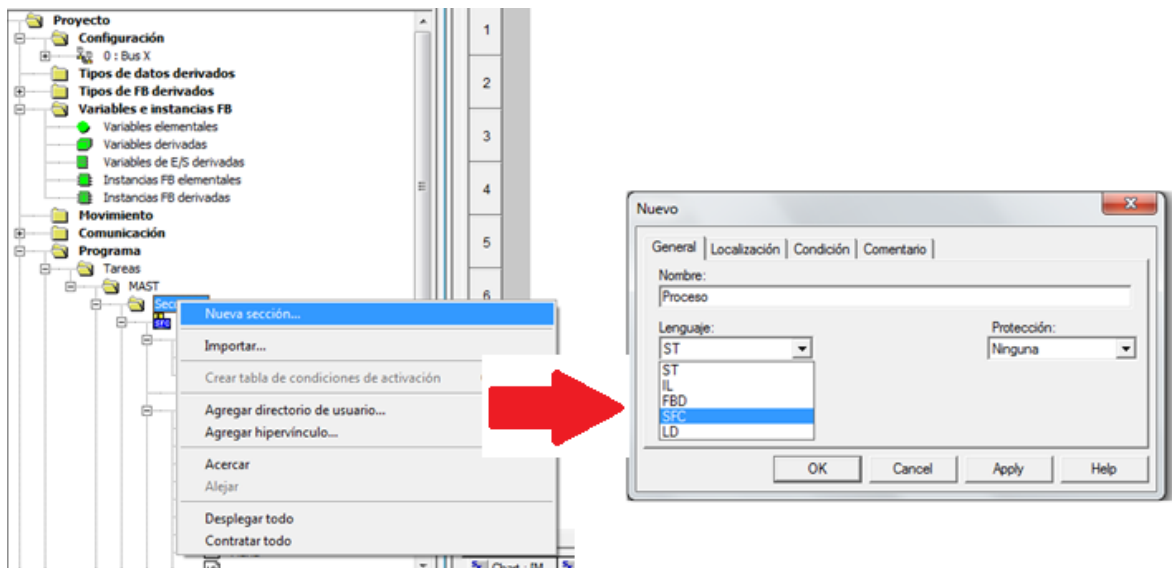 Proyecto
Configuración
0 : Bus X
Tipos de datos derivados
Tipos de FB derivados
Variables e instancias FB
Variables elementales
Variables derivadas
Variables de E/S derivadas
Instancias FB elementales
Instancias FB derivadas
Movimiento
Comunicación
Programa
Tareas
MAST
Sec
SFC
1
2
3
4
5
6
Nueva sección...
Importar...
Crear tabla de condiciones de activación
Agregar directorio de usuario...
Agregar hipervínculo...
Acercar
Alejar
Desplegar todo
Contratar todo
Chart : [M
Nuevo
General Localización Condición Comentario
Nombre:
Proceso
Lenguaje: Protección:
ST Ninguna
ST
IL
FBD
SFC
LD
OK Cancel Apply Help